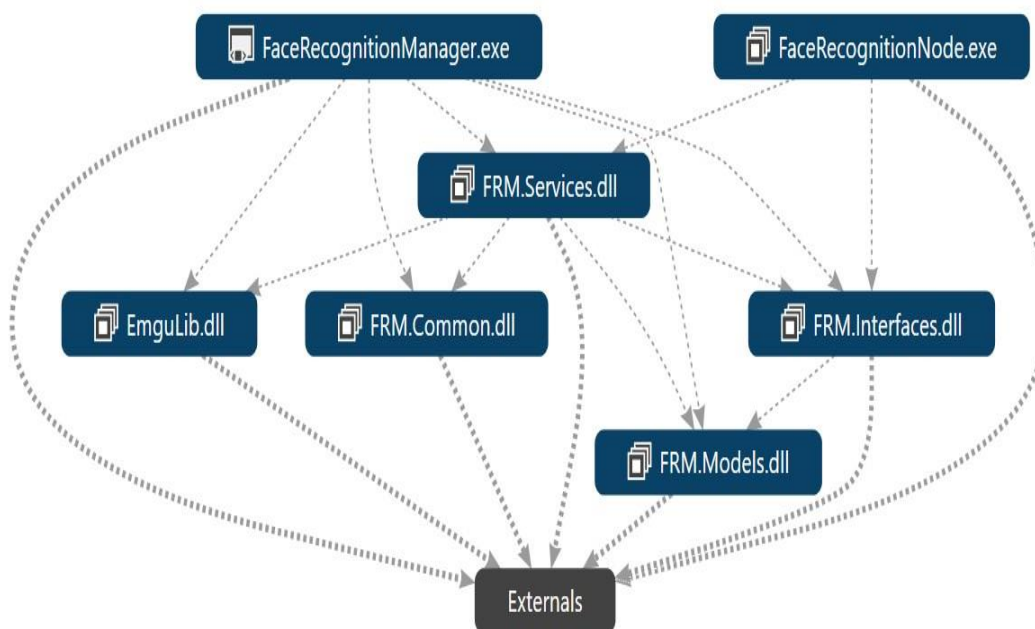 FaceRecognitionManager.exe
FaceRecognitionNode.exe
FRM.Services.dll
EmguLib.dll
FRM.Common.dll
FRM.Interfaces.dll
FRM.Models.dll
Externals